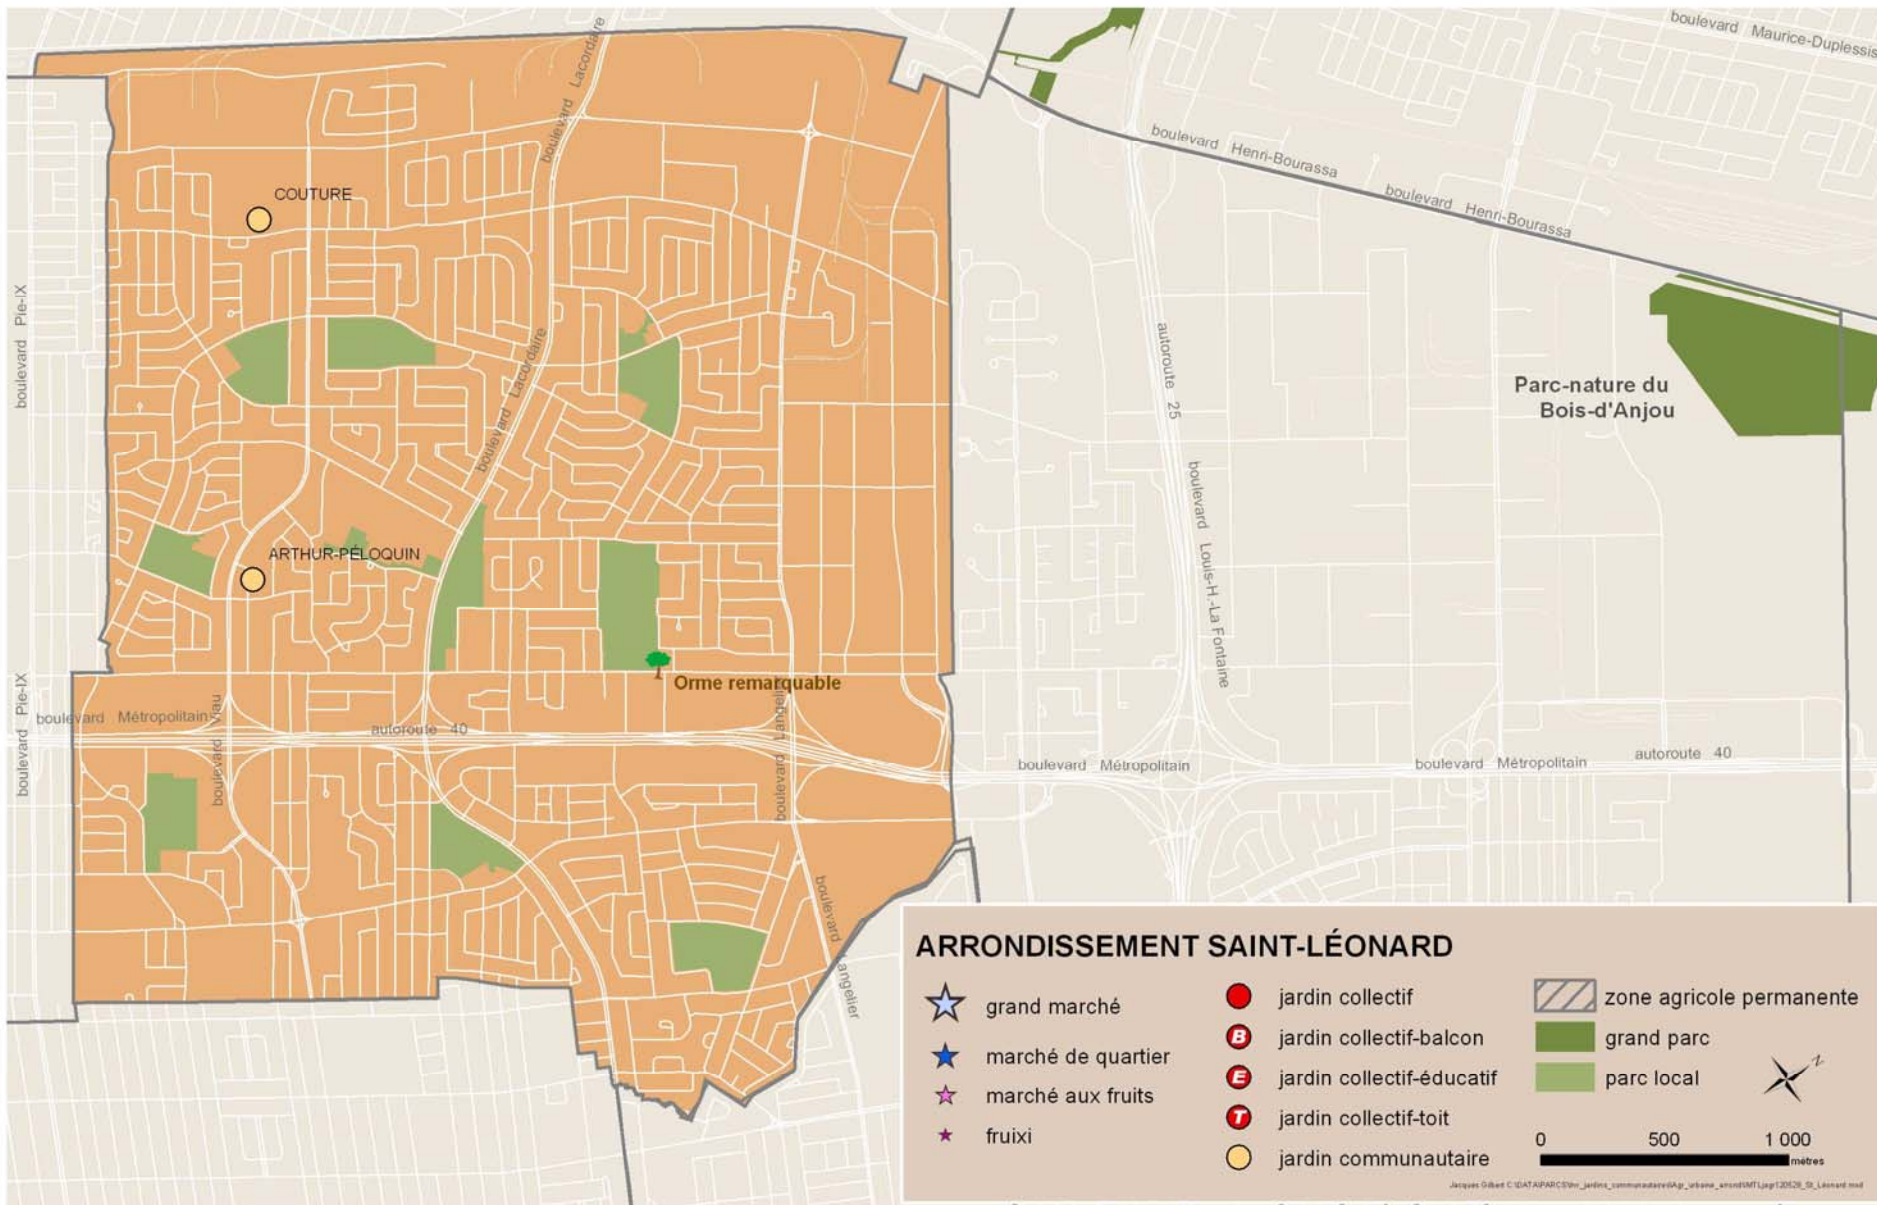 boulevard Maurice-Duplessis
boulevard Lacordaire
boulevard Lacordaire
boulevard Henri-Bourassa
boulevard Henri-Bourassa
COUTURE
boulevard Pie-IX
boulevard Lacordaire
autoroute 25
Parc-nature du
Bois-d'Anjou
boulevard Louis-H.-La Fontaine
ARTHUR-PÉLOQUIN
Orme remarquable
boulevard Pie-IX
boulevard Métropolitain
boulevard Viau
autoroute 40
boulevard Langelier
boulevard Métropolitain
boulevard Métropolitain
autoroute 40
boulevard Langelier
ARRONDISSEMENT SAINT-LÉONARD
grand marché
marché de quartier
marché aux fruits
fruixi
jardin collectif
B jardin collectif-balcon
E jardin collectif-éducatif
T jardin collectif-toit
jardin communautaire
zone agricole permanente
grand parc
parc local
N
0 500 1 000
mètres
Jacques Gilbert